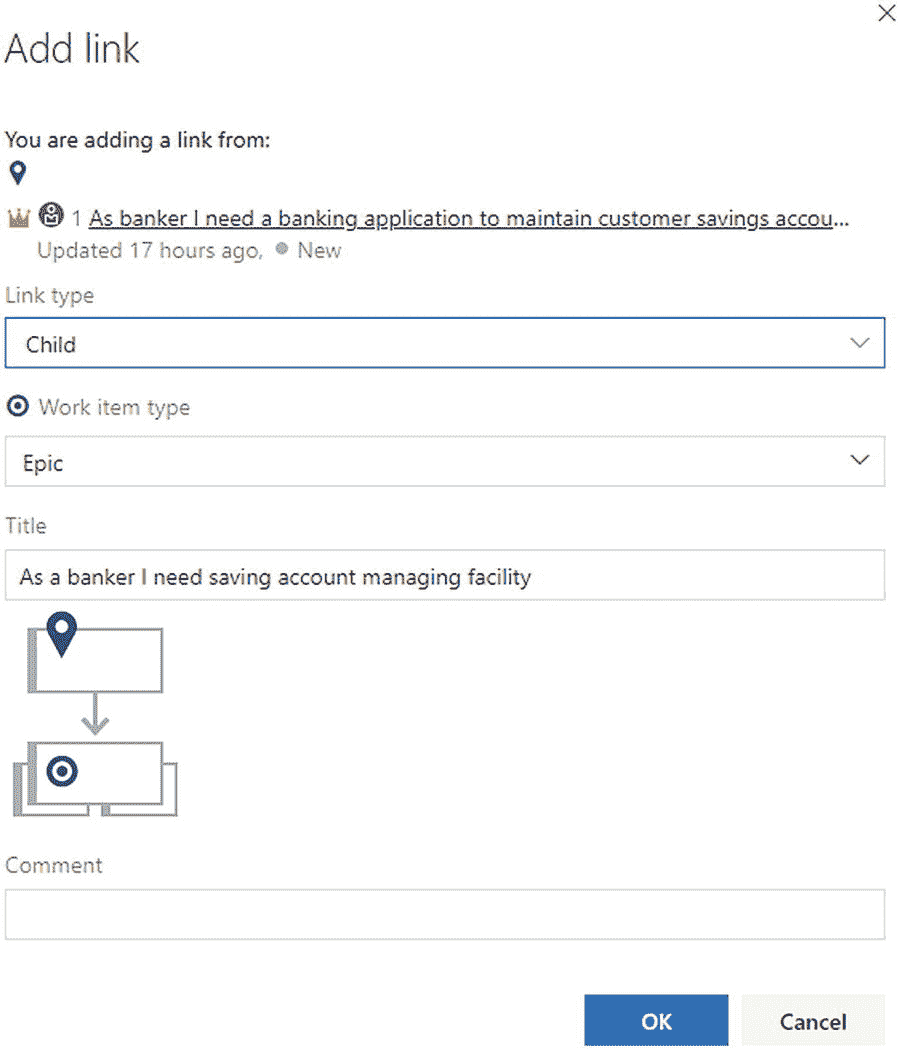 Add link
You are adding a link from:
1 As banker I need a banking application to maintain customer savings accou...
Updated 17 hours ago, New
Link type
Child
Work item type
Epic
Title
As a banker I need saving account managing facility
Comment
OK Cancel